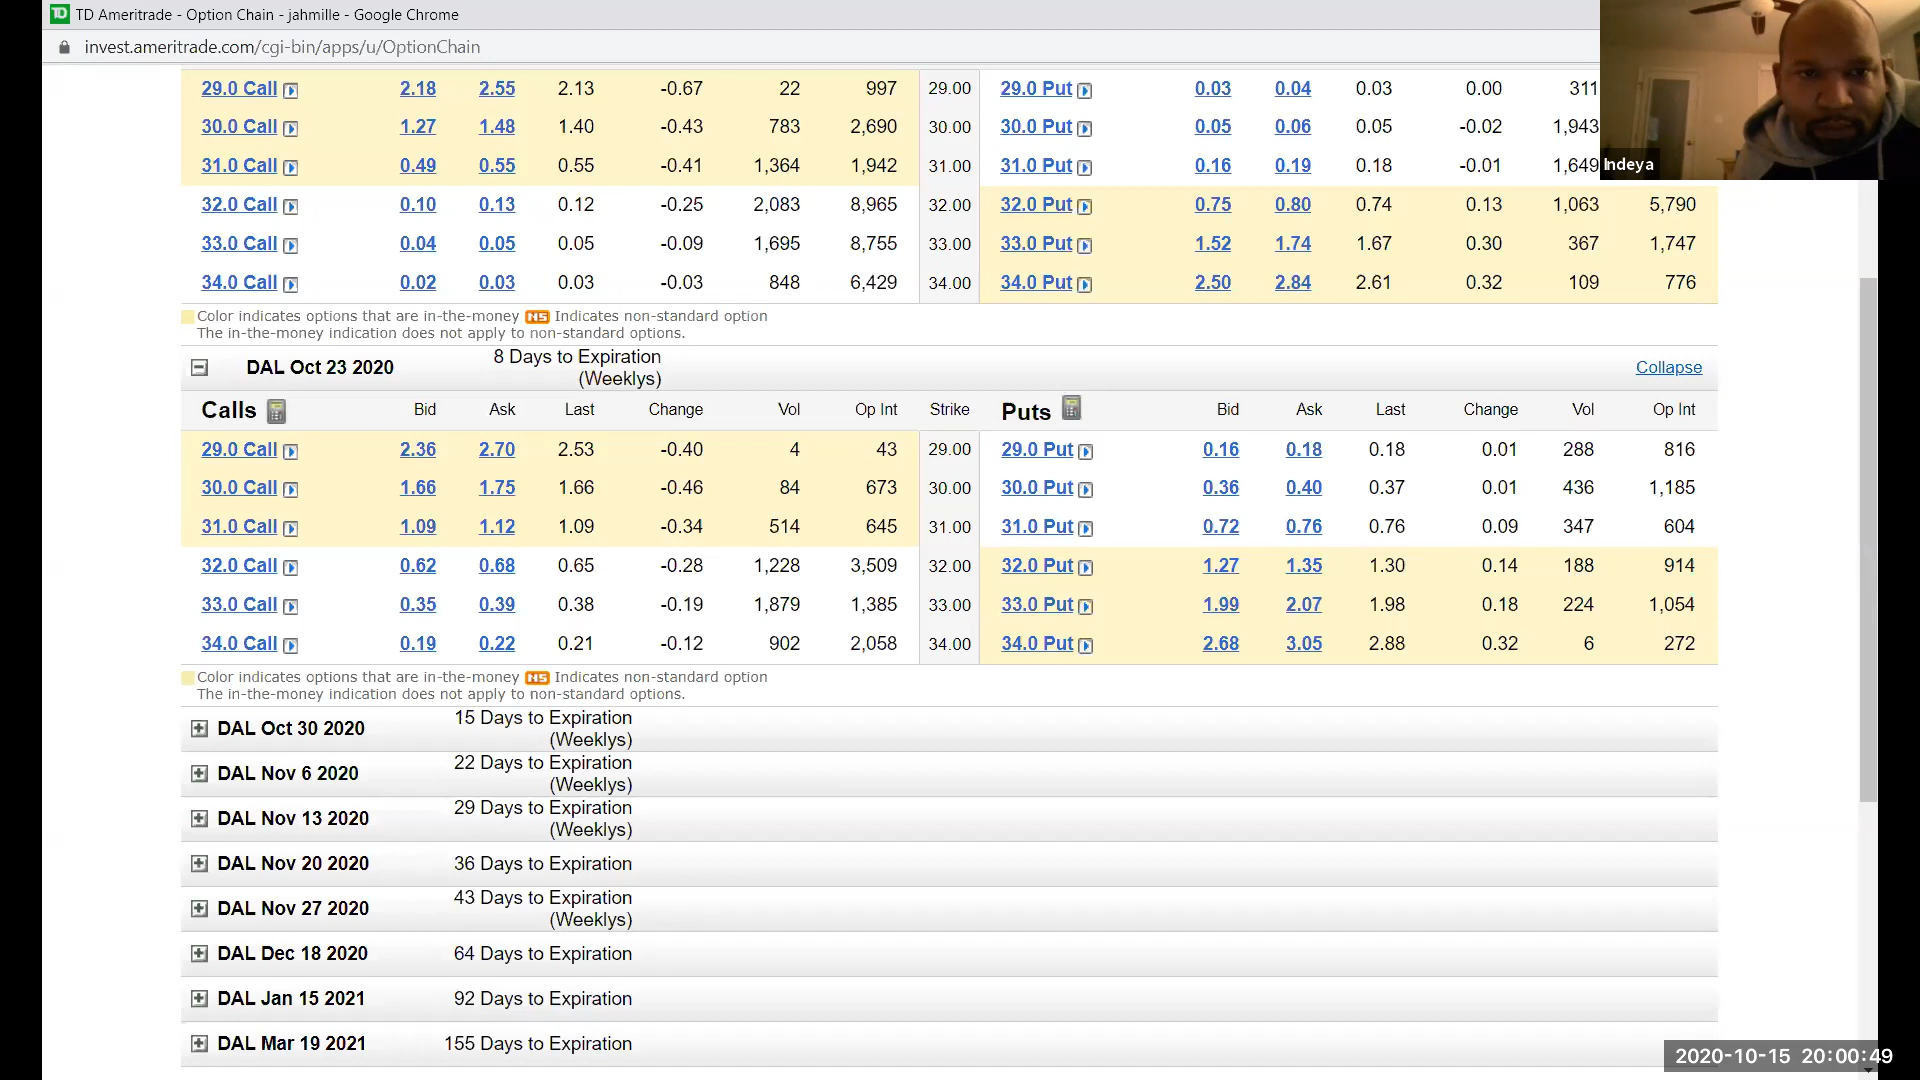 TD Ameritrade - Option Chain - jahmille - Google Chrome
invest.ameritrade.com/cgi-bin/apps/u/OptionChain
29.0 Call 2.18 2.55 2.13 -0.67 22 997 29.00 29.0 Put 0.03 0.04 0.03 0.00 311
30.0 Call 1.27 1.48 1.40 -0.43 783 2,690 30.00 30.0 Put 0.05 0.06 0.05 -0.02 1,943
31.0 Call 0.49 0.55 0.55 -0.41 1,364 1,942 31.00 31.0 Put 0.16 0.19 0.18 -0.01 1,649
Indeya
32.0 Call 0.10 0.13 0.12 -0.25 2,083 8,965 32.00 32.0 Put 0.75 0.80 0.74 0.13 1,063 5,790
33.0 Call 0.04 0.05 0.05 -0.09 1,695 8,755 33.00 33.0 Put 1.52 1.74 1.67 0.30 367 1,747
34.0 Call 0.02 0.03 0.03 -0.03 848 6,429 34.00 34.0 Put 2.50 2.84 2.61 0.32 109 776
Color indicates options that are in-the-money NS Indicates non-standard option
The in-the-money indication does not apply to non-standard options.
DAL Oct 23 2020 8 Days to Expiration
(Weeklys)
Collapse
Calls Bid Ask Last Change Vol Op Int Strike Puts Bid Ask Last Change Vol Op Int
29.0 Call 2.36 2.70 2.53 -0.40 4 43 29.00 29.0 Put 0.16 0.18 0.18 0.01 288 816
30.0 Call 1.66 1.75 1.66 -0.46 84 673 30.00 30.0 Put 0.36 0.40 0.37 0.01 436 1,185
31.0 Call 1.09 1.12 1.09 -0.34 514 645 31.00 31.0 Put 0.72 0.76 0.76 0.09 347 604
32.0 Call 0.62 0.68 0.65 -0.28 1,228 3,509 32.00 32.0 Put 1.27 1.35 1.30 0.14 188 914
33.0 Call 0.35 0.39 0.38 -0.19 1,879 1,385 33.00 33.0 Put 1.99 2.07 1.98 0.18 224 1,054
34.0 Call 0.19 0.22 0.21 -0.12 902 2,058 34.00 34.0 Put 2.68 3.05 2.88 0.32 6 272
Color indicates options that are in-the-money NS Indicates non-standard option
The in-the-money indication does not apply to non-standard options.
DAL Oct 30 2020 15 Days to Expiration
(Weeklys)
DAL Nov 6 2020 22 Days to Expiration
(Weeklys)
DAL Nov 13 2020 29 Days to Expiration
(Weeklys)
DAL Nov 20 2020 36 Days to Expiration
DAL Nov 27 2020 43 Days to Expiration
(Weeklys)
DAL Dec 18 2020 64 Days to Expiration
DAL Jan 15 2021 92 Days to Expiration
DAL Mar 19 2021 155 Days to Expiration
2020-10-15 20:00:49